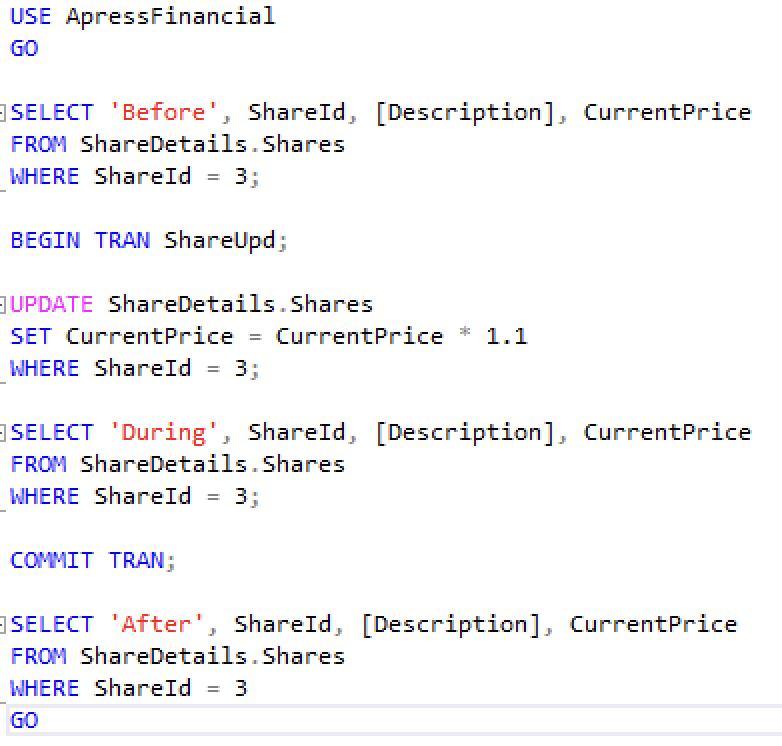 USE ApressFinancial
GO
SELECT 'Before', ShareId, [Description], CurrentPrice
FROM ShareDetails.Shares
WHERE ShareId = 3;
BEGIN TRAN ShareUpd;
UPDATE ShareDetails.Shares
SET CurrentPrice = CurrentPrice * 1.1
WHERE ShareId = 3;
SELECT 'During', ShareId, [Description], CurrentPrice
FROM ShareDetails.Shares
WHERE ShareId = 3;
COMMIT TRAN;
SELECT 'After', ShareId, [Description], CurrentPrice
FROM ShareDetails.Shares
WHERE ShareId = 3
GO